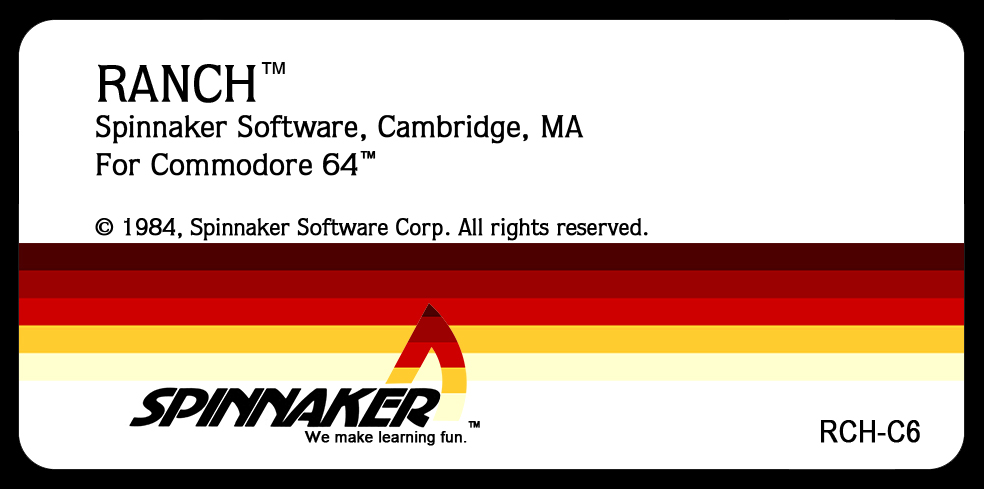 RANCH™
Spinnaker Software, Cambridge, MA
For Commodore 64™
© 1984, Spinnaker Software Corp. All rights reserved.
SPINNAKER™
We make learning fun.
RCH-C6